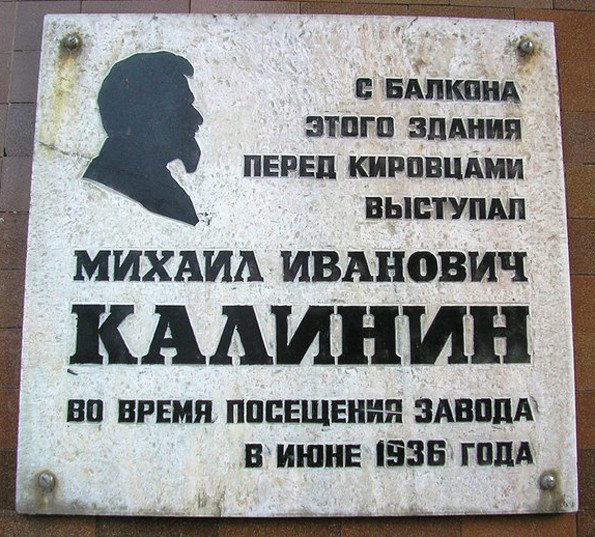 С БАЛКОНА
ЭТОГО ЗДАНИЯ
ПЕРЕД КИРОВЦАМИ
ВЫСТУПАЛ
МИХАИЛ ИВАНОВИЧ
КАЛИНИН
ВО ВРЕМЯ ПОСЕЩЕНИЯ ЗАВОДА
В ИЮНЕ 1936 ГОДА